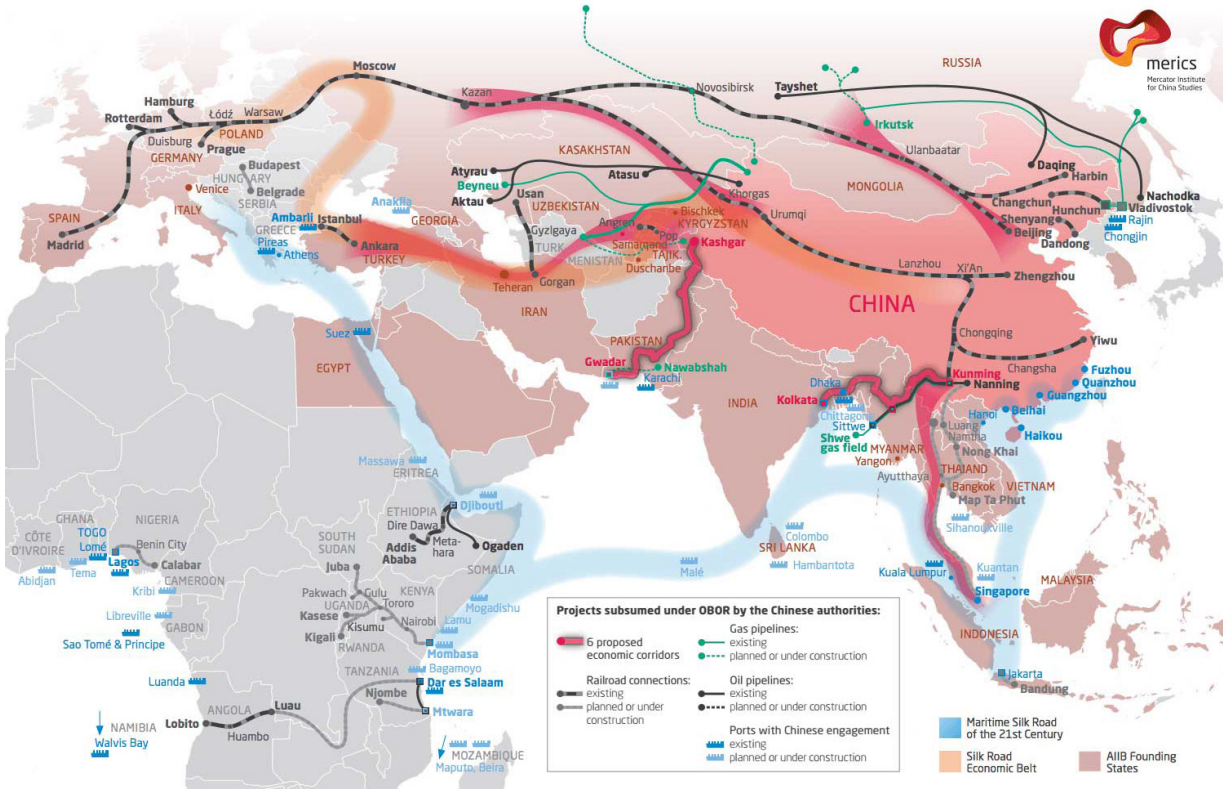 merics
Mercator Institute
for China Studies
RUSSIA
Moscow
Kazan
Novosibirsk
Tayshet
Hamburg
Rotterdam
Łódź
Warsaw
POLAND
Duisburg
Prague
GERMANY
Irkutsk
Ulanbaatar
KASAKHSTAN
Atyrau
Beyneu
Aktau
Atasu
Khorgas
MONGOLIA
Daqing
Harbin
Changchun
Hunchun
Shenyang
Dandong
Beijing
Nachodka
Vladivostok
Rajin
Chongjin
Budapest
HUNGARY
Belgrade
SERBIA
Venice
ITALY
SPAIN
Madrid
Anaklia
GEORGIA
Ambarli
Istanbul
GREECE
Pireas
Athens
Ankara
TURKEY
Usan
UZBEKISTAN
Gyzlgaya
TURK
MENISTAN
Angren
Pop
Samarqand
TAJIK.
Duschanbe
Bischkek
KYRGYZSTAN
Kashgar
Urumqi
Lanzhou
Xi'An
Zhengzhou
Teheran
Gorgan
IRAN
CHINA
Suez
EGYPT
PAKISTAN
Gwadar
Nawabshah
Karachi
INDIA
Chongqing
Yiwu
Changsha
Fuzhou
Quanzhou
Guangzhou
Kunming
Nanning
Dhaka
Kolkata
Chittagong
Sittwe
Shwe
gas field
MYANMAR
Yangon
Hanoi
Beihai
Haikou
Luang
Namtha
Nong Khai
THAIAND
Ayutthaya
Bangkok
VIETNAM
Map Ta Phut
Sihanoukville
Massawa
ERITREA
Djibouti
ETHIOPIA
Dire Dawa
Meta-
hara
Addis
Ababa
Ogaden
SOMALIA
Mogadishu
SOUTH
SUDAN
Juba
Pakwach
Gulu
UGANDA
Tororo
KENYA
Kasese
Kisumu
Nairobi
Lamu
Kigali
RWANDA
Mombasa
Bagamoyo
TANZANIA
Dar es Salaam
Njombe
Mtwara
MOZAMBIQUE
Maputo, Beira
GHANA
TOGO
NIGERIA
CÔTE
D'IVROIRE
Lomé
Lagos
Benin City
Calabar
Abidjan
Tema
CAMEROON
Kribi
Libreville
GABON
Sao Tomé & Principe
Luanda
ANGOLA
Luau
Lobito
Huambo
NAMIBIA
Walvis Bay
SRI LANKA
Colombo
Hambantota
Malé
Kuala Lumpur
Kuantan
MALAYSIA
Singapore
INDONESIA
Jakarta
Bandung
Projects subsumed under OBOR by the Chinese authorities:
6 proposed
economic corridors
Gas pipelines:
existing
planned or under construction
Railroad connections:
existing
planned or under
construction
Oil pipelines:
existing
planned or under construction
Ports with Chinese engagement
existing
planned or under construction
Maritime Silk Road
of the 21st Century
Silk Road
Economic Belt
AIIB Founding
States